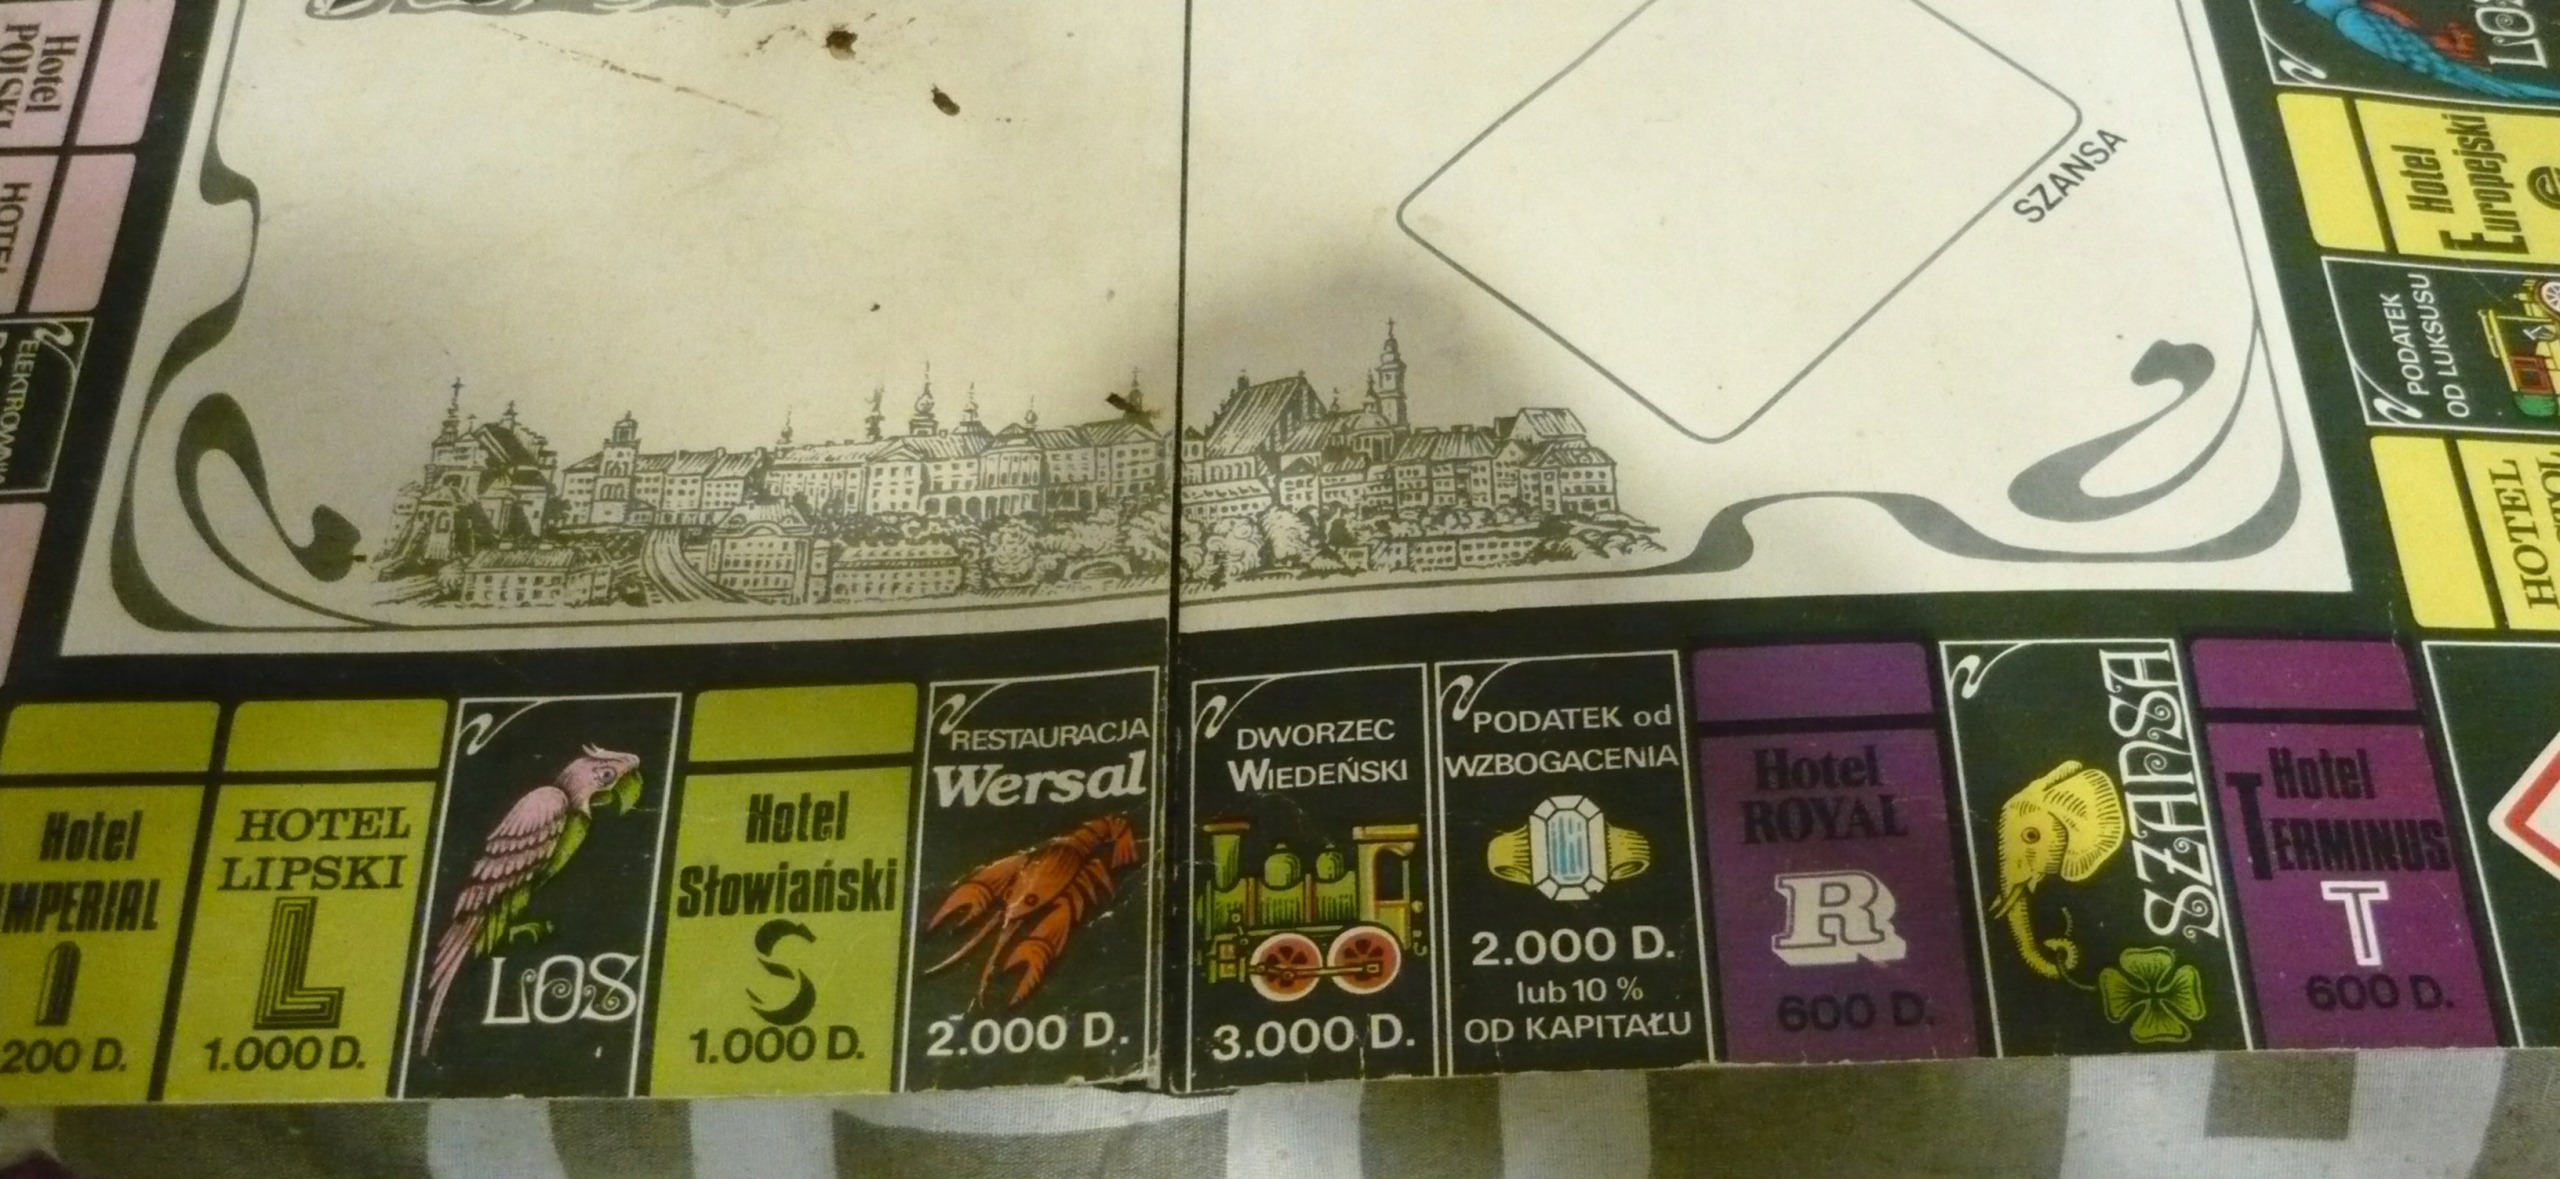 Hotel
POLSKI
HOTEL
SZANSA
Hotel
Europejski
e
PODATEK
OD LUKSUSU
HOTEL
Hotel
IMPERIAL
I
200 D.
HOTEL
LIPSKI
L
1.000 D.
LOS
Hotel
Słowiański
S
1.000 D.
RESTAURACJA
Wersal
2.000 D.
DWORZEC
WIEDEŃSKI
3.000 D.
PODATEK od
WZBOGACENIA
2.000 D.
lub 10 %
OD KAPITAŁU
Hotel
ROYAL
R
600 D.
SZANSA
Hotel
TERMINUS
T
600 D.